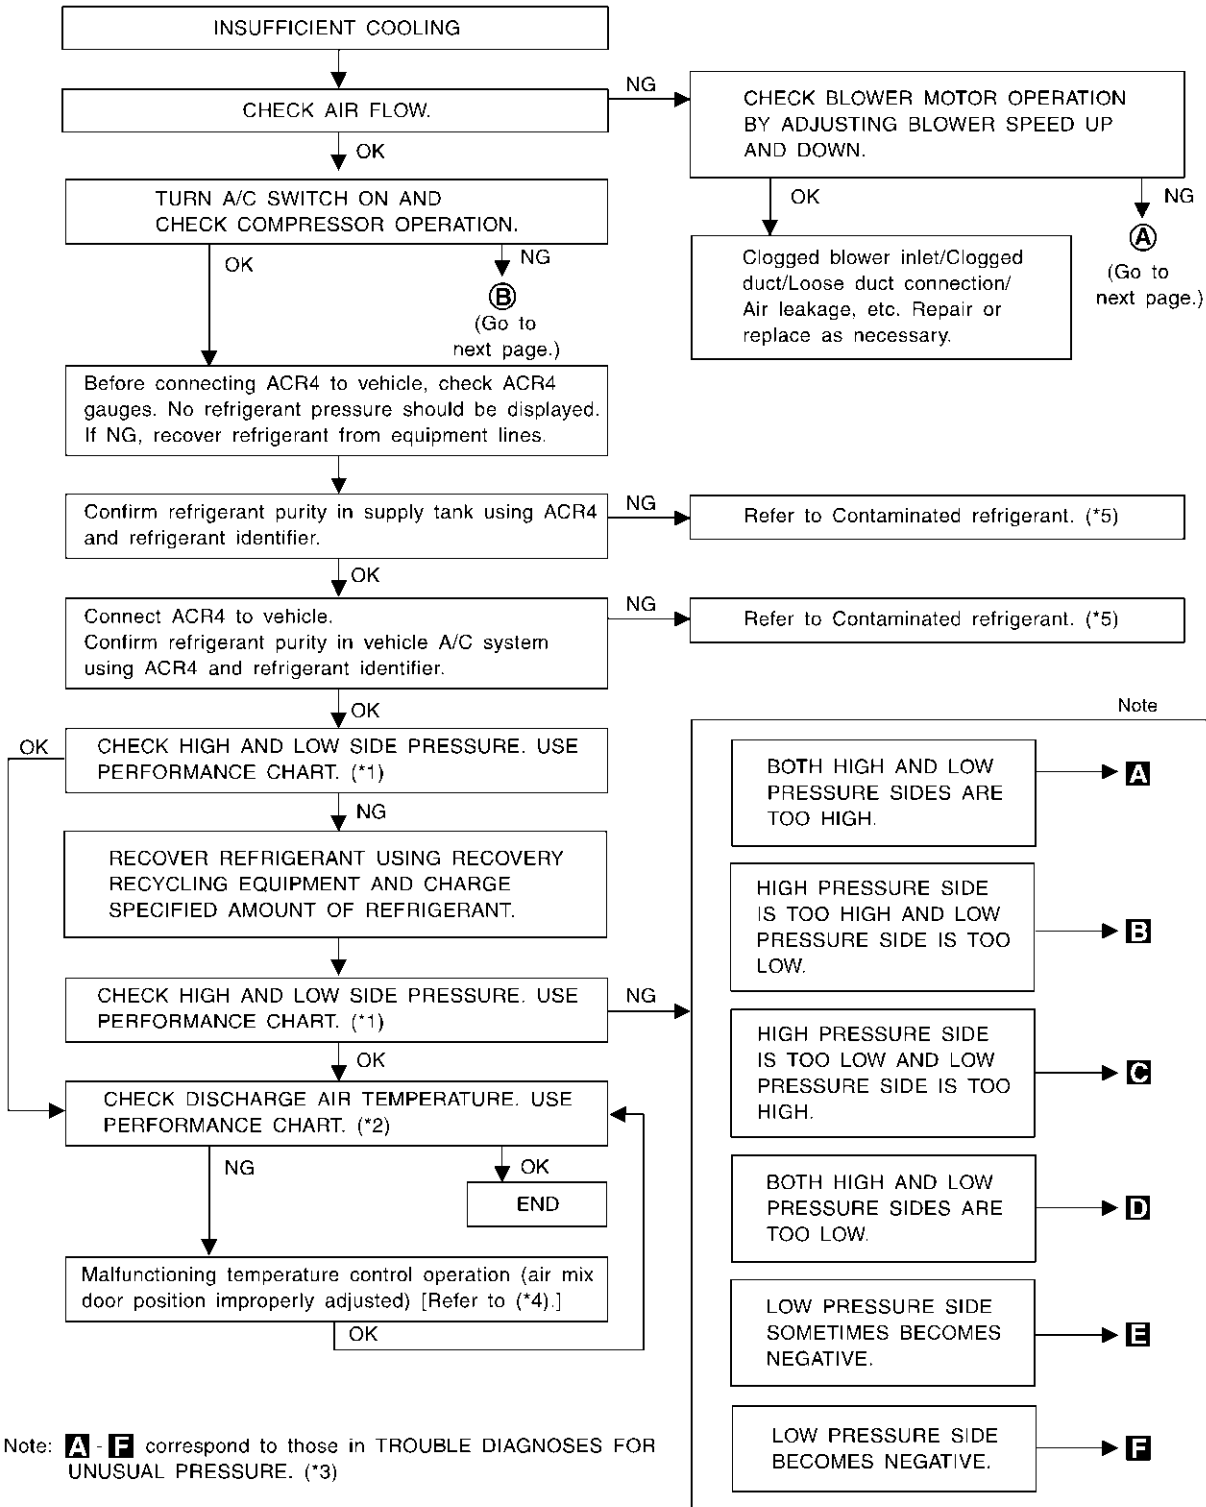 INSUFFICIENT COOLING
CHECK AIR FLOW.
NG
CHECK BLOWER MOTOR OPERATION
BY ADJUSTING BLOWER SPEED UP
AND DOWN.
OK
OK
NG
TURN A/C SWITCH ON AND
CHECK COMPRESSOR OPERATION.
A
(Go to
next page.)
Clogged blower inlet/Clogged
duct/Loose duct connection/
Air leakage, etc. Repair or
replace as necessary.
OK
NG
B
(Go to
next page.)
Before connecting ACR4 to vehicle, check ACR4
gauges. No refrigerant pressure should be displayed.
If NG, recover refrigerant from equipment lines.
Confirm refrigerant purity in supply tank using ACR4
and refrigerant identifier.
NG
Refer to Contaminated refrigerant. (*5)
OK
Connect ACR4 to vehicle.
Confirm refrigerant purity in vehicle A/C system
using ACR4 and refrigerant identifier.
NG
Refer to Contaminated refrigerant. (*5)
OK
OK
CHECK HIGH AND LOW SIDE PRESSURE. USE
PERFORMANCE CHART. (*1)
NG
RECOVER REFRIGERANT USING RECOVERY
RECYCLING EQUIPMENT AND CHARGE
SPECIFIED AMOUNT OF REFRIGERANT.
CHECK HIGH AND LOW SIDE PRESSURE. USE
PERFORMANCE CHART. (*1)
NG
OK
CHECK DISCHARGE AIR TEMPERATURE. USE
PERFORMANCE CHART. (*2)
NG
OK
END
Malfunctioning temperature control operation (air mix
door position improperly adjusted) [Refer to (*4).]
OK
Note
BOTH HIGH AND LOW
PRESSURE SIDES ARE
TOO HIGH.
A
HIGH PRESSURE SIDE
IS TOO HIGH AND LOW
PRESSURE SIDE IS TOO
LOW.
B
HIGH PRESSURE SIDE
IS TOO LOW AND LOW
PRESSURE SIDE IS TOO
HIGH.
C
BOTH HIGH AND LOW
PRESSURE SIDES ARE
TOO LOW.
D
LOW PRESSURE SIDE
SOMETIMES BECOMES
NEGATIVE.
E
LOW PRESSURE SIDE
BECOMES NEGATIVE.
F
Note: A - F correspond to those in TROUBLE DIAGNOSES FOR
UNUSUAL PRESSURE. (*3)